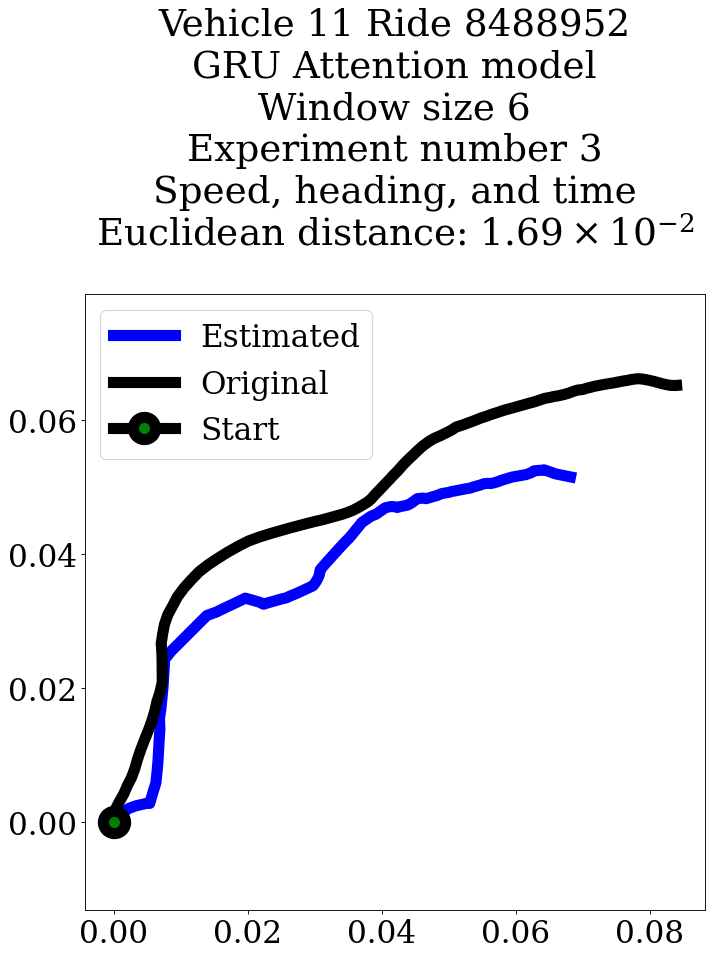 Vehicle 11 Ride 8488952
GRU Attention model
Window size 6
Experiment number 3
Speed, heading, and time
Euclidean distance: $1.69 \times 10^{-2}$
Estimated
Original
Start
0.06
0.04
0.02
0.00
0.00 0.02 0.04 0.06 0.08